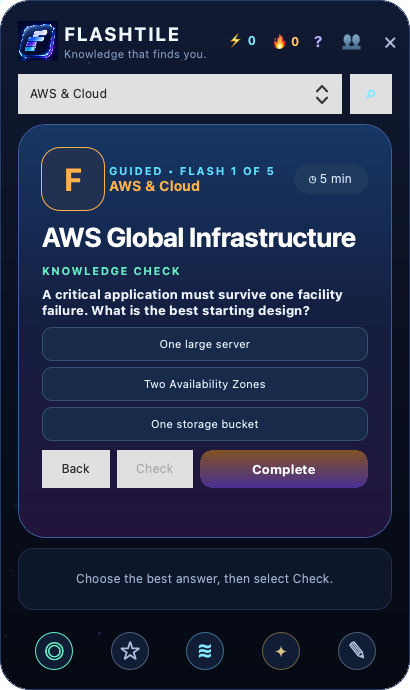 FLASHTILE
Knowledge that finds you.
⚡ 0 🔥 0 ? 👥 ×
AWS & Cloud
F
GUIDED • FLASH 1 OF 5
AWS & Cloud
◷ 5 min
AWS Global Infrastructure
KNOWLEDGE CHECK
A critical application must survive one facility
failure. What is the best starting design?
One large server
Two Availability Zones
One storage bucket
Back Check Complete
Choose the best answer, then select Check.